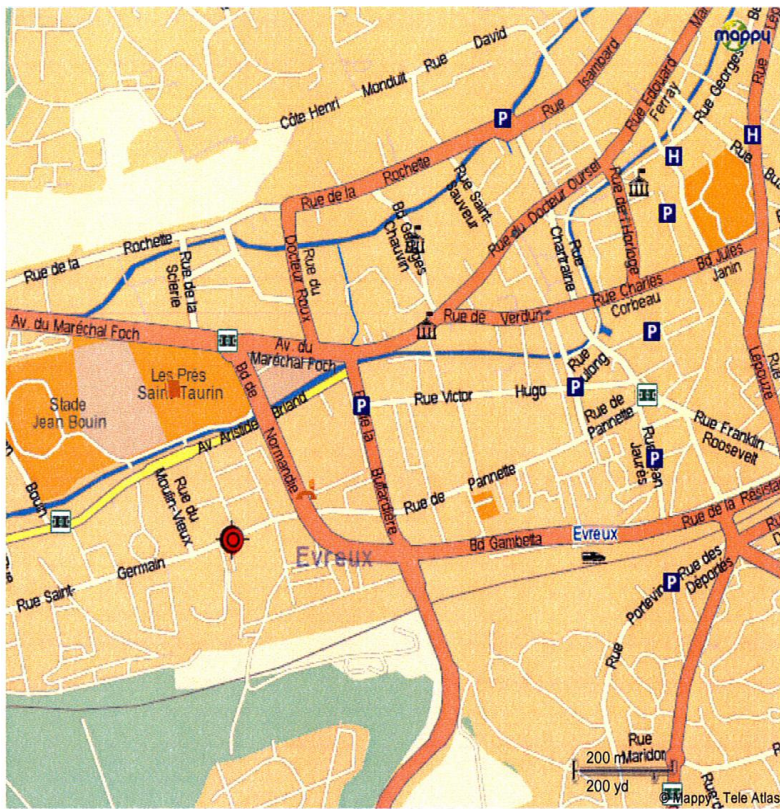 mappy
Côte Henri Monduit
Rue David
Rue Isambard
Rue Edouard
Ferray
Rue Georges
P
H
H
Rue de la Rochette
Rue Saint-
Sauveur
Rue du Docteur Oursel
Rue de l'Horloge
P
Rue de la Rochette
Rue de la
Scierie
Rue du
Docteur Roux
Bd Georges
Chauvin
Rue
Chartraine
Bd Jules
Janin
Rue Charles
Corbeau
Rue de Verdun
P
Av. du Maréchal Foch
Av. du
Maréchal Foch
Lepouzé
Les Prés
Saint-Taurin
Stade
Jean Bouin
Bd de
Normandie
Av. Aristide Briand
P
Rue Victor Hugo
P
Rue de
Pannette
Rue Franklin
Roosevelt
Rue Jean
Jaurès
P
Rue de la
Buffardière
Rue de Pannette
Bouin
Rue du
Moulin-Vieux
Rue Saint- Germain
Evreux
Bd Gambetta
Evreux
Rue de la Résista
P
Rue des
Déportés
Rue Portevin
Rue
Maridor
200 m
200 yd
© Mappy, Tele Atlas